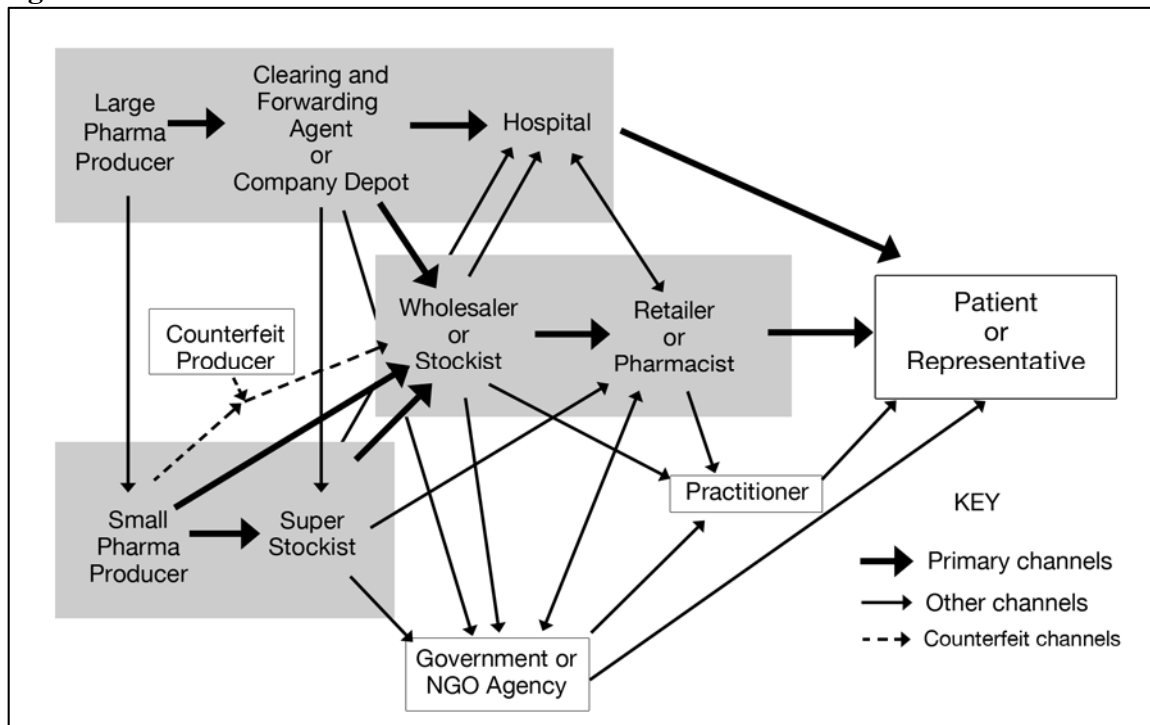 Large
Pharma
Producer
Clearing and
Forwarding
Agent
or
Company Depot
Hospital
Counterfeit
Producer
Wholesaler
or
Stockist
Retailer
or
Pharmacist
Patient
or
Representative
Small
Pharma
Producer
Super
Stockist
Practitioner
Government or
NGO Agency
KEY
Primary channels
Other channels
Counterfeit channels